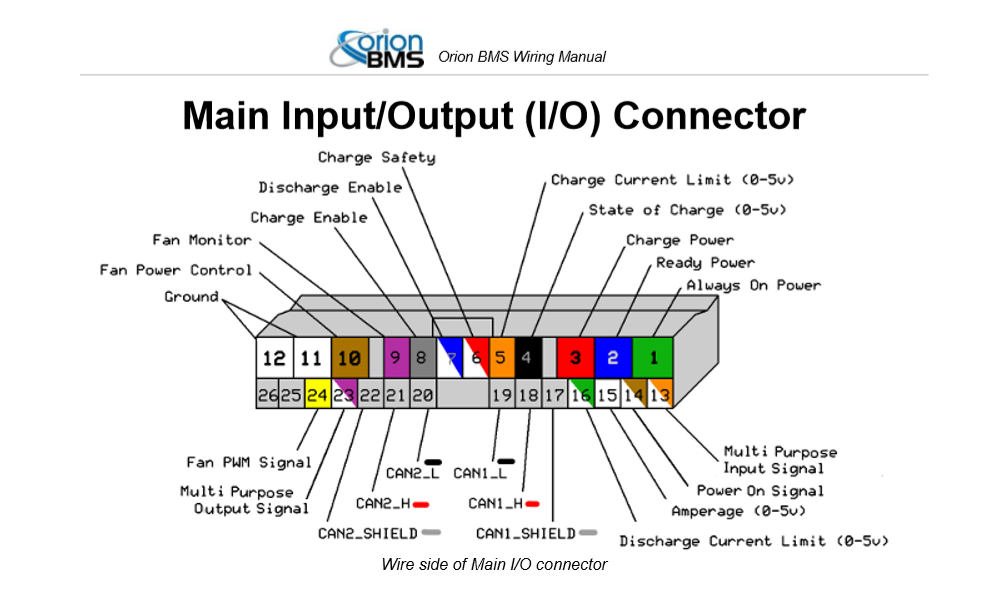 orion
BMS
Orion BMS Wiring Manual
Main Input/Output (I/O) Connector
Charge Safety
Discharge Enable
Charge Enable
Fan Monitor
Fan Power Control
Ground
Charge Current Limit (0-5v)
State of Charge (0-5v)
Charge Power
Ready Power
Always On Power
12 11 10 9 8 7 6 5 4 3 2 1
26 25 24 23 22 21 20 19 18 17 16 15 14 13
Fan PWM Signal
Multi Purpose
Output Signal
CAN2_L
CAN2_H
CAN2_SHIELD
CAN1_L
CAN1_H
CAN1_SHIELD
Multi Purpose
Input Signal
Power On Signal
Amperage (0-5v)
Discharge Current Limit (0-5v)
Wire side of Main I/O connector